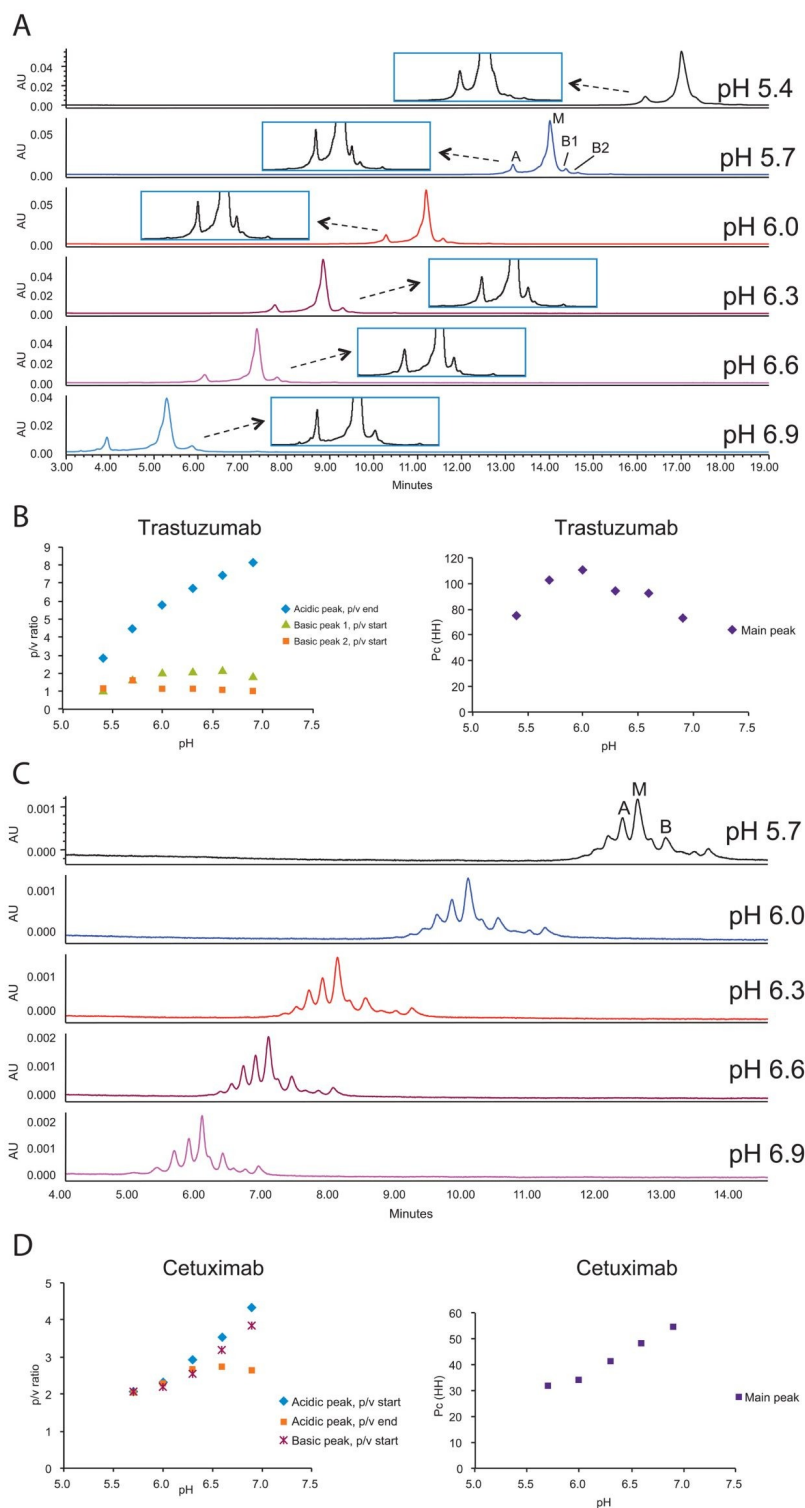 A
AU
0.04
0.02
0.00
pH 5.4
AU
0.05
0.00
A
M
B1
B2
pH 5.7
AU
0.05
0.00
pH 6.0
AU
0.04
0.02
0.00
pH 6.3
AU
0.04
0.02
0.00
pH 6.6
AU
0.04
0.02
0.00
pH 6.9
3.00 4.00 5.00 6.00 7.00 8.00 9.00 10.00 11.00 12.00 13.00 14.00 15.00 16.00 17.00 18.00 19.00
Minutes
B
Trastuzumab
p/v ratio
9
8
7
6
5
4
3
2
1
0
5.0 5.5 6.0 6.5 7.0 7.5
pH
Acidic peak, p/v end
Basic peak 1, p/v start
Basic peak 2, p/v start
Trastuzumab
Pc (HH)
120
100
80
60
40
20
0
5.0 5.5 6.0 6.5 7.0 7.5
pH
Main peak
C
AU
0.001
0.000
A
M
B
pH 5.7
AU
0.001
0.000
pH 6.0
AU
0.001
0.000
pH 6.3
AU
0.002
0.001
0.000
pH 6.6
AU
0.002
0.001
0.000
pH 6.9
4.00 5.00 6.00 7.00 8.00 9.00 10.00 11.00 12.00 13.00 14.00
Minutes
D
Cetuximab
p/v ratio
5
4
3
2
1
0
5.0 5.5 6.0 6.5 7.0 7.5
pH
Acidic peak, p/v start
Acidic peak, p/v end
Basic peak, p/v start
Cetuximab
Pc (HH)
60
50
40
30
20
10
0
5.0 5.5 6.0 6.5 7.0 7.5
pH
Main peak